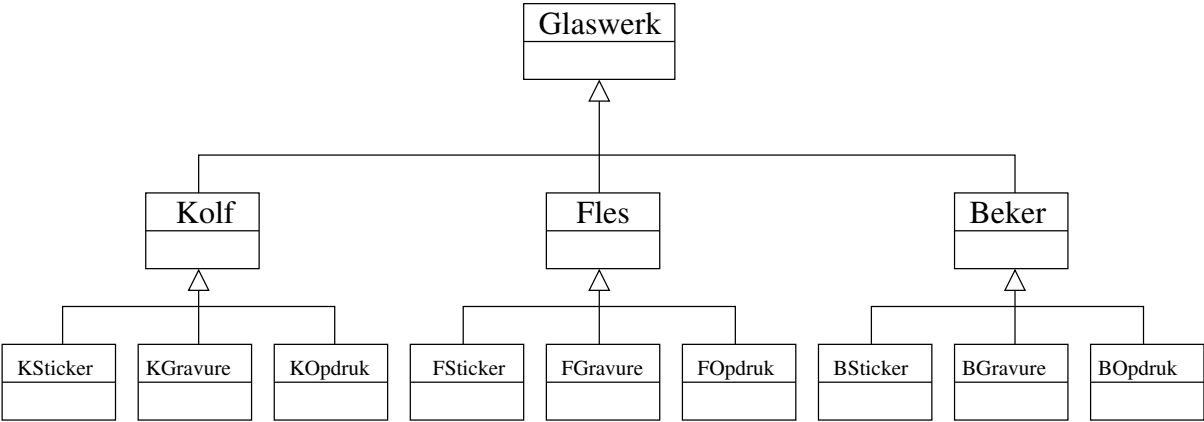 Glaswerk
Kolf
Fles
Beker
KSticker
KGravure
KOpdruk
FSticker
FGravure
FOpdruk
BSticker
BGravure
BOpdruk